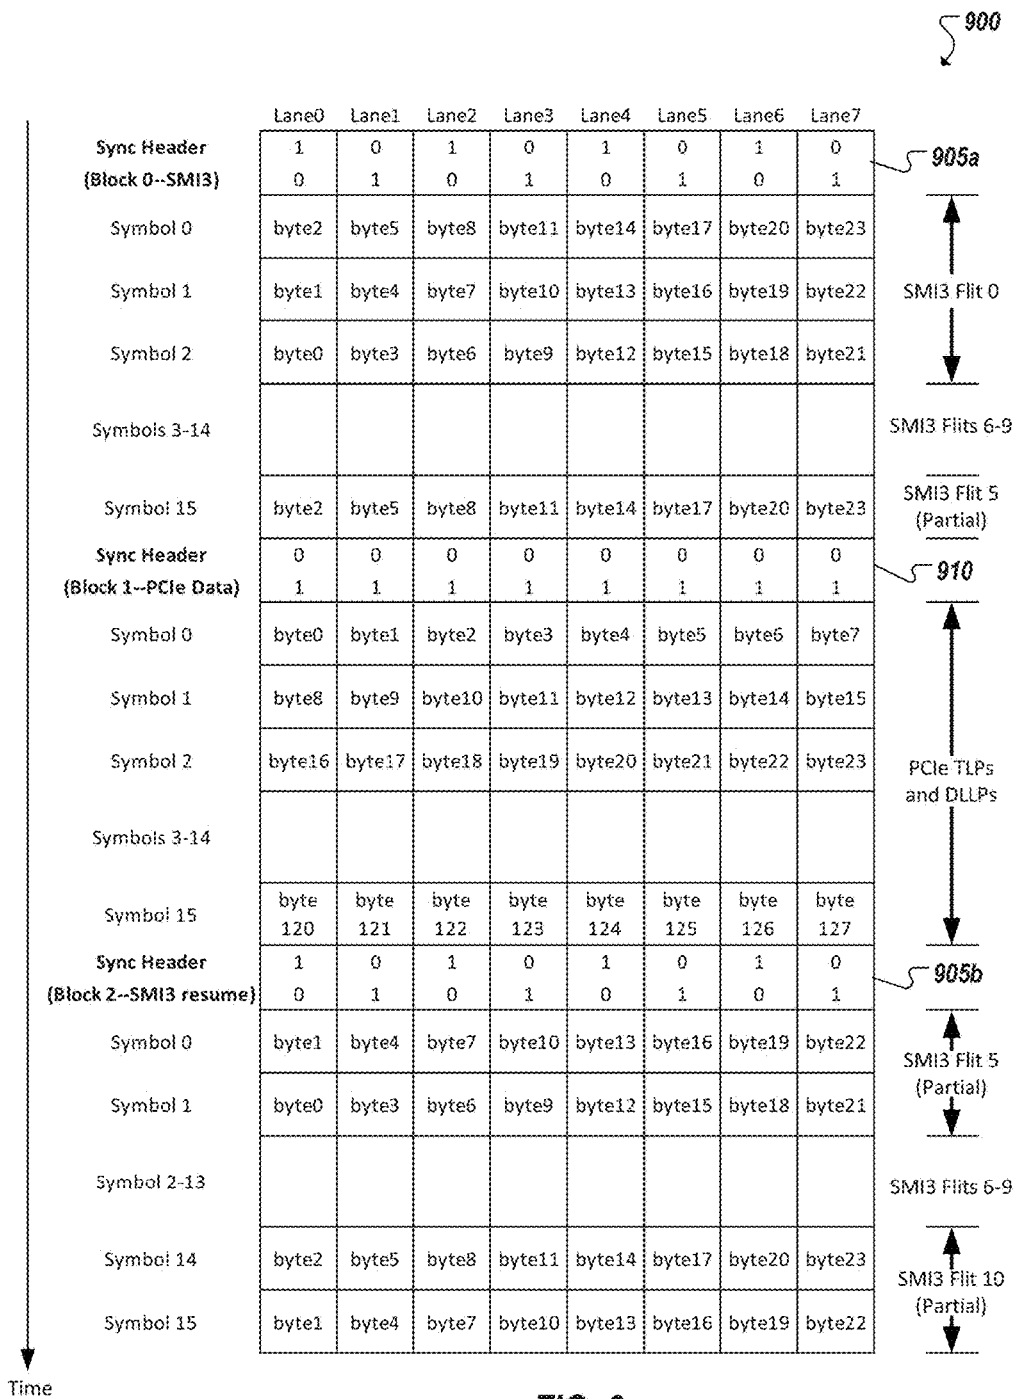 900
Lane0 Lane1 Lane2 Lane3 Lane4 Lane5 Lane6 Lane7
Sync Header 1 0 1 0 1 0 1 0 905a
(Block 0--SMI3) 0 1 0 1 0 1 0 1
Symbol 0 byte2 byte5 byte8 byte11 byte14 byte17 byte20 byte23
Symbol 1 byte1 byte4 byte7 byte10 byte13 byte16 byte19 byte22 SMI3 Flit 0
Symbol 2 byte0 byte3 byte6 byte9 byte12 byte15 byte18 byte21
Symbols 3-14 SMI3 Flits 6-9
Symbol 15 byte2 byte5 byte8 byte11 byte14 byte17 byte20 byte23 SMI3 Flit 5
(Partial)
Sync Header 0 0 0 0 0 0 0 0 910
(Block 1--PCIe Data) 1 1 1 1 1 1 1 1
Symbol 0 byte0 byte1 byte2 byte3 byte4 byte5 byte6 byte7
Symbol 1 byte8 byte9 byte10 byte11 byte12 byte13 byte14 byte15
Symbol 2 byte16 byte17 byte18 byte19 byte20 byte21 byte22 byte23 PCIe TLPs
and DLLPs
Symbols 3-14
Symbol 15 byte byte byte byte byte byte byte byte
120 121 122 123 124 125 126 127
Sync Header 1 0 1 0 1 0 1 0 905b
(Block 2--SMI3 resume) 0 1 0 1 0 1 0 1
Symbol 0 byte1 byte4 byte7 byte10 byte13 byte16 byte19 byte22 SMI3 Flit 5
(Partial)
Symbol 1 byte0 byte3 byte6 byte9 byte12 byte15 byte18 byte21
Symbol 2-13 SMI3 Flits 6-9
Symbol 14 byte2 byte5 byte8 byte11 byte14 byte17 byte20 byte23 SMI3 Flit 10
(Partial)
Symbol 15 byte1 byte4 byte7 byte10 byte13 byte16 byte19 byte22
Time